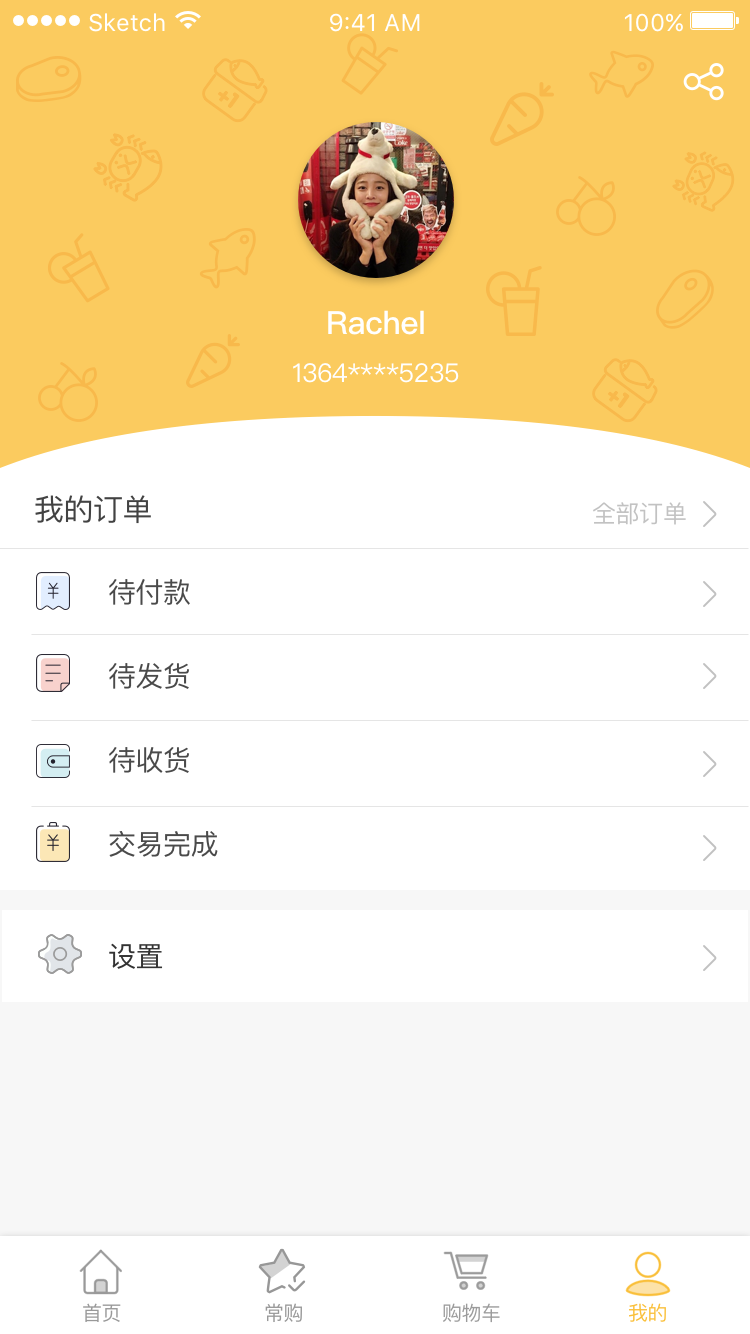 Sketch 9:41 AM 100%
+1
Rachel
1364****5235
+1
我的订单 全部订单
¥ 待付款
待发货
待收货
¥ 交易完成
设置
首页 常购 购物车 我的